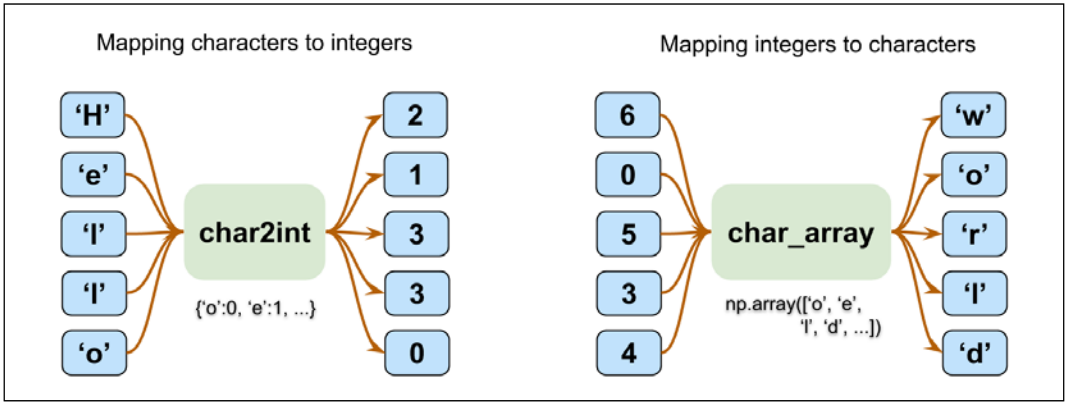 Mapping characters to integers
‘H’
‘e’
‘l’
‘l’
‘o’
char2int
{‘o’:0, ‘e’:1, ...}
2
1
3
3
0
Mapping integers to characters
6
0
5
3
4
char_array
np.array([‘o’, ‘e’,
‘l’, ‘d’, ...])
‘w’
‘o’
‘r’
‘l’
‘d’